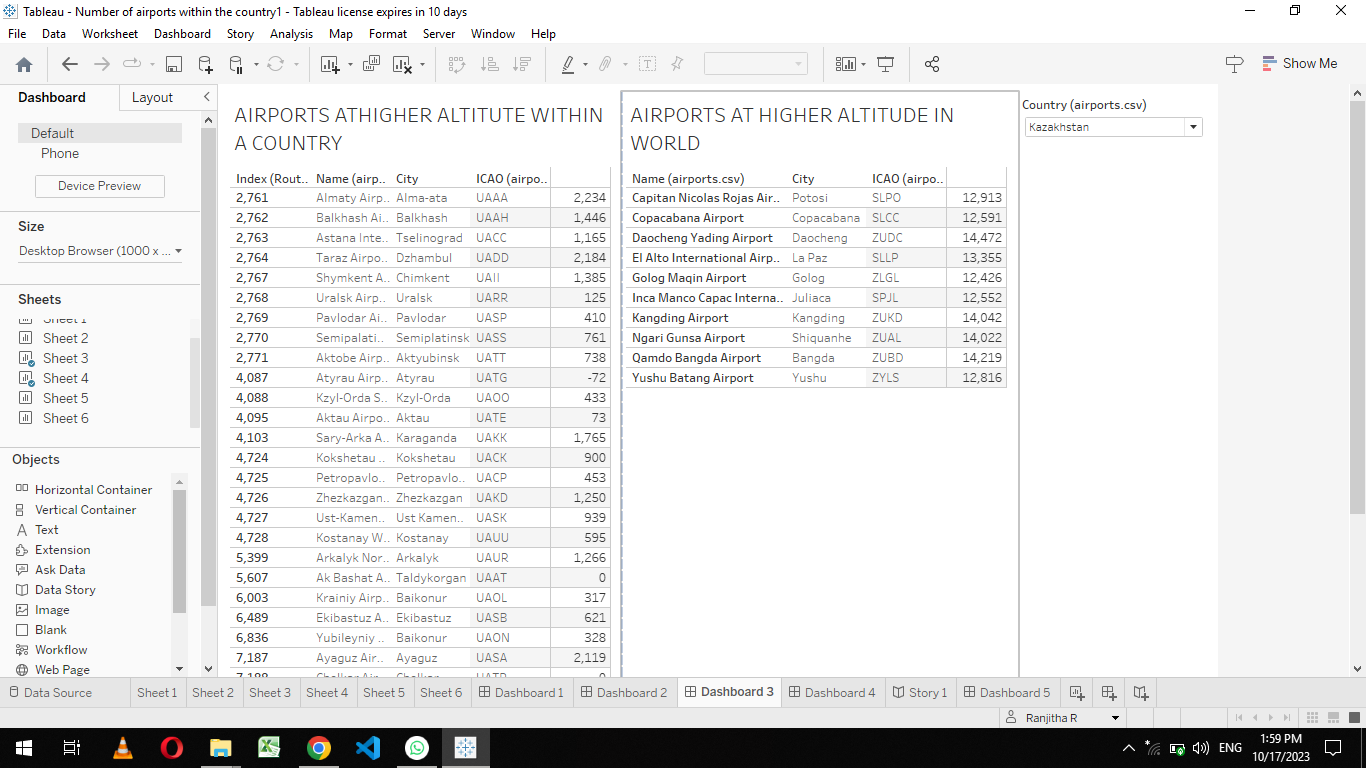 Tableau - Number of airports within the country1 - Tableau license expires in 10 days
File Data Worksheet Dashboard Story Analysis Map Format Server Window Help
Show Me
Dashboard Layout
Default
Phone
Device Preview
Size
Desktop Browser (1000 x ...
Sheets
Sheet 1
Sheet 2
Sheet 3
Sheet 4
Sheet 5
Sheet 6
Objects
Horizontal Container
Vertical Container
Text
Extension
Ask Data
Data Story
Image
Blank
Workflow
Web Page
AIRPORTS ATHIGHER ALTITUTE WITHIN
A COUNTRY
Index (Rout.. Name (airp.. City ICAO (airpo..
2,761 Almaty Airp.. Alma-ata UAAA 2,234
2,762 Balkhash Ai.. Balkhash UAAH 1,446
2,763 Astana Inte.. Tselinograd UACC 1,165
2,764 Taraz Airpo.. Dzhambul UADD 2,184
2,767 Shymkent A.. Chimkent UAII 1,385
2,768 Uralsk Airp.. Uralsk UARR 125
2,769 Pavlodar Ai.. Pavlodar UASP 410
2,770 Semipalati.. Semiplatinsk UASS 761
2,771 Aktobe Airp.. Aktyubinsk UATT 738
4,087 Atyrau Airp.. Atyrau UATG -72
4,088 Kzyl-Orda S.. Kzyl-Orda UAOO 433
4,095 Aktau Airpo.. Aktau UATE 73
4,103 Sary-Arka A.. Karaganda UAKK 1,765
4,724 Kokshetau .. Kokshetau UACK 900
4,725 Petropavlo.. Petropavlo.. UACP 453
4,726 Zhezkazgan.. Zhezkazgan UAKD 1,250
4,727 Ust-Kamen.. Ust Kamen.. UASK 939
4,728 Kostanay W.. Kostanay UAUU 595
5,399 Arkalyk Nor.. Arkalyk UAUR 1,266
5,607 Ak Bashat A.. Taldykorgan UAAT 0
6,003 Krainiy Airp.. Baikonur UAOL 317
6,489 Ekibastuz A.. Ekibastuz UASB 621
6,836 Yubileyniy .. Baikonur UAON 328
7,187 Ayaguz Air.. Ayaguz UASA 2,119
AIRPORTS AT HIGHER ALTITUDE IN
WORLD
Name (airports.csv) City ICAO (airpo..
Capitan Nicolas Rojas Air.. Potosi SLPO 12,913
Copacabana Airport Copacabana SLCC 12,591
Daocheng Yading Airport Daocheng ZUDC 14,472
El Alto International Airp.. La Paz SLLP 13,355
Golog Maqin Airport Golog ZLGL 12,426
Inca Manco Capac Interna.. Juliaca SPJL 12,552
Kangding Airport Kangding ZUKD 14,042
Ngari Gunsa Airport Shiquanhe ZUAL 14,022
Qamdo Bangda Airport Bangda ZUBD 14,219
Yushu Batang Airport Yushu ZYLS 12,816
Country (airports.csv)
Kazakhstan
Data Source Sheet 1 Sheet 2 Sheet 3 Sheet 4 Sheet 5 Sheet 6 Dashboard 1 Dashboard 2 Dashboard 3 Dashboard 4 Story 1 Dashboard 5
Ranjitha R
ENG
1:59 PM
10/17/2023